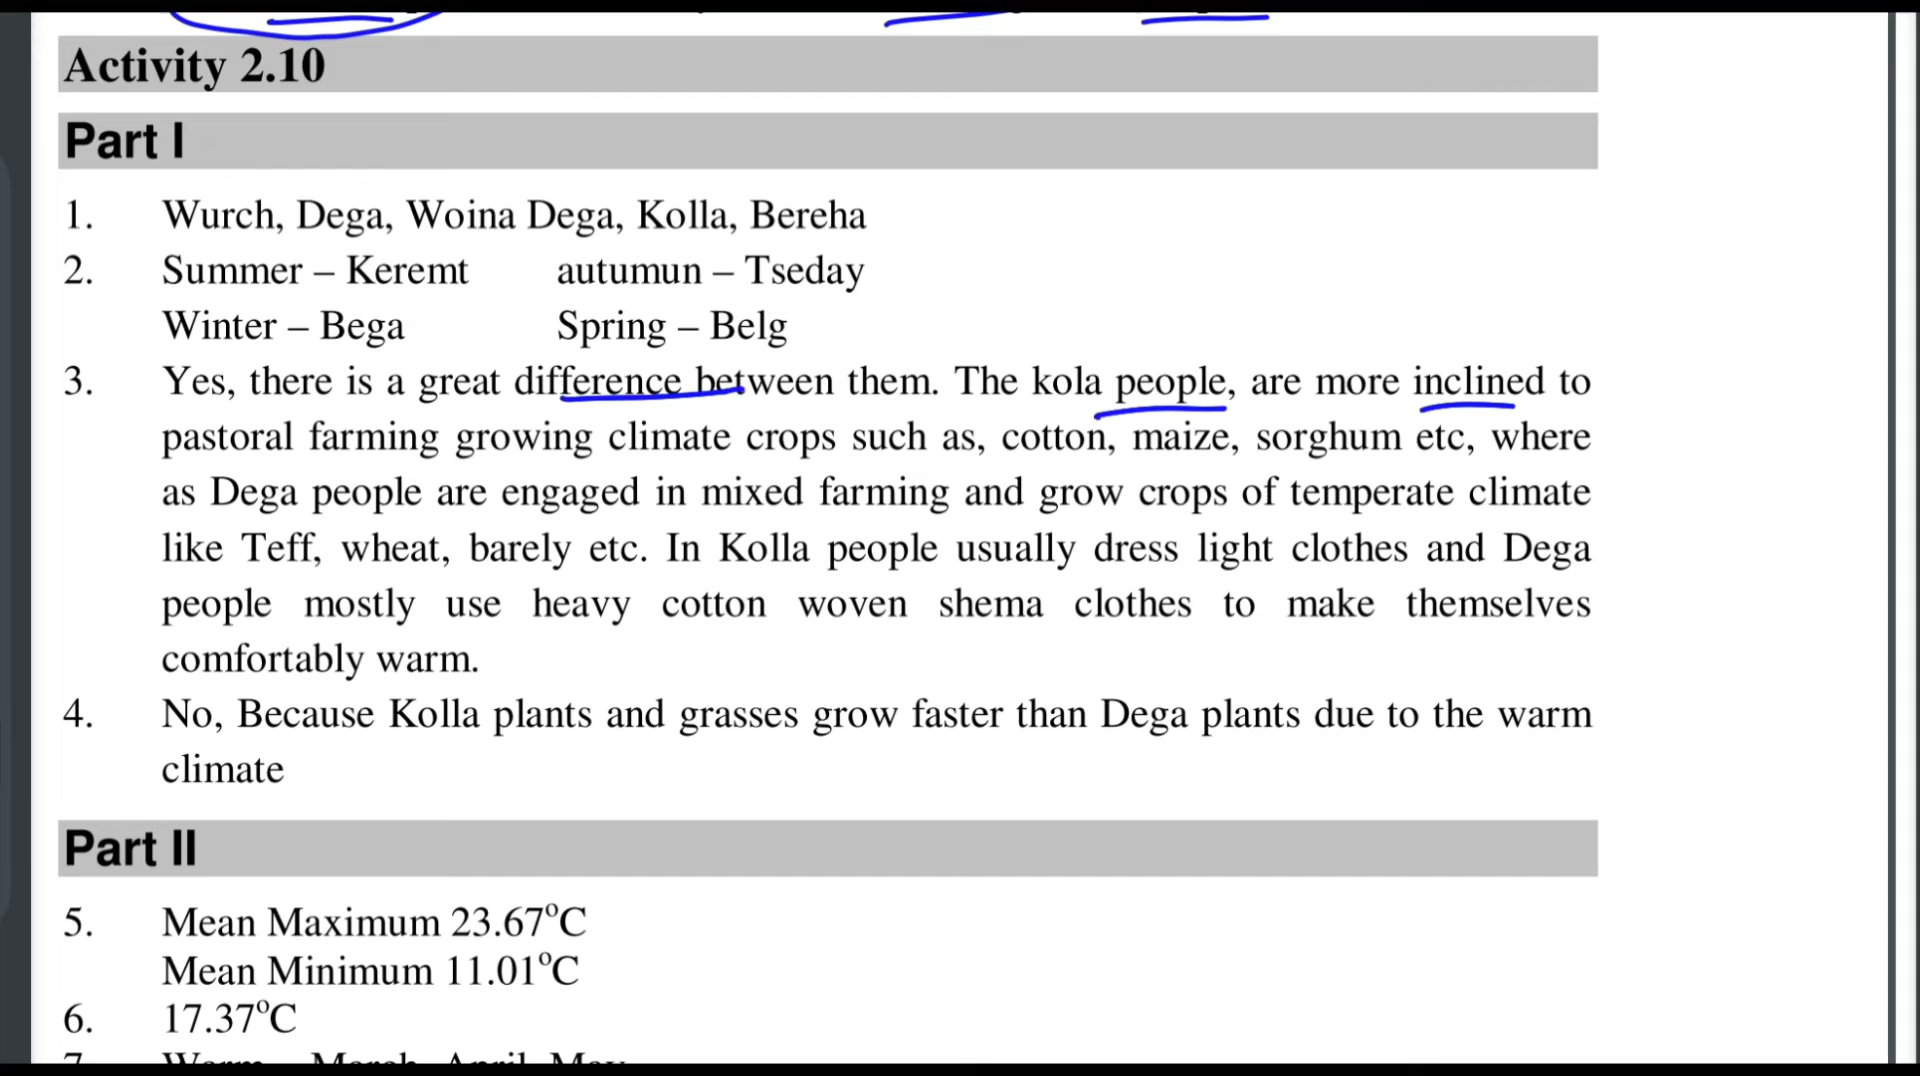 Activity 2.10
Part I
1. Wurch, Dega, Woina Dega, Kolla, Bereha
2. Summer – Keremt autumun – Tseday
Winter – Bega Spring – Belg
3. Yes, there is a great difference between them. The kola people, are more inclined to
pastoral farming growing climate crops such as, cotton, maize, sorghum etc, where
as Dega people are engaged in mixed farming and grow crops of temperate climate
like Teff, wheat, barely etc. In Kolla people usually dress light clothes and Dega
people mostly use heavy cotton woven shema clothes to make themselves
comfortably warm.
4. No, Because Kolla plants and grasses grow faster than Dega plants due to the warm
climate
Part II
5. Mean Maximum 23.67°C
Mean Minimum 11.01°C
6. 17.37°C
7. Warm – March, April, May